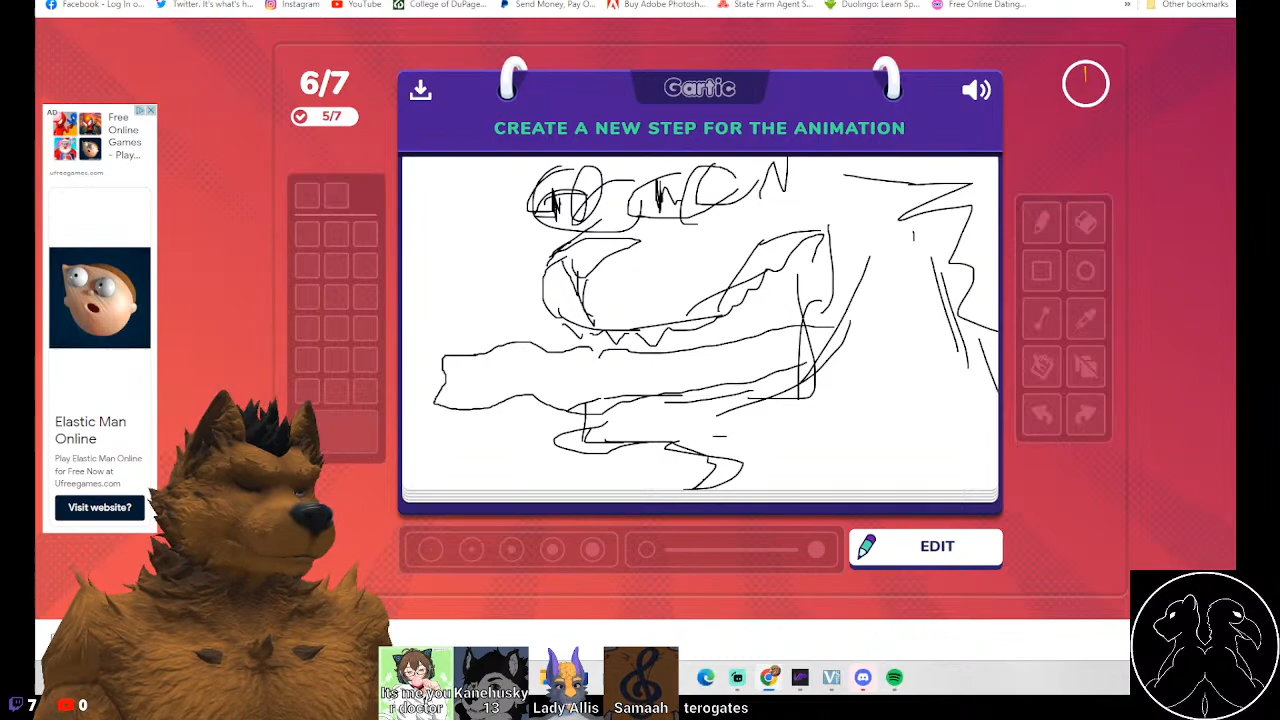 Facebook - Log In o... Twitter. It's what's h... Instagram YouTube College of DuPage... Send Money, Pay O... Adobe Photosh... State Farm Agent S... Duolingo: Learn Sp... Free Online Dating... » Other bookmarks
6/7
5/7
Gartic
CREATE A NEW STEP FOR THE ANIMATION
AD
Free
Online
Games
- Play...
ufreegames.com
Elastic Man
Online
Play Elastic Man Online
for Free Now at
Ufreegames.com
Visit website?
EDIT
Its me you
r doctor
Kanehusky
13
Lady Allis
Samaah
terogates
7
0